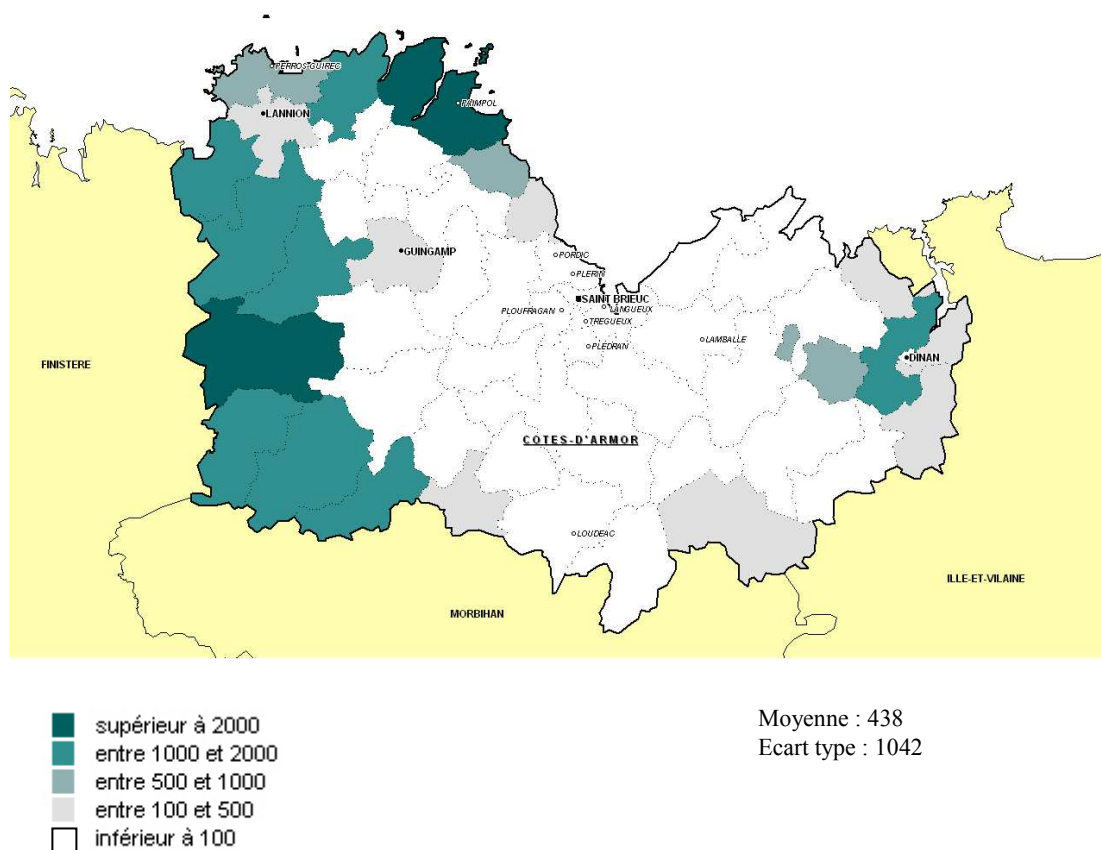 PERROS-GUIREC
PAIMPOL
LANNION
GUINGAMP
PORDIC
PLERIN
SAINT BRIEUC
LANGUEUX
PLOUFRAGAN
TREGUEUX
PLEDRAN
LAMBALLE
DINAN
FINISTERE
COTES-D'ARMOR
LOUDEAC
ILLE-ET-VILAINE
MORBIHAN
supérieur à 2000
entre 1000 et 2000
entre 500 et 1000
entre 100 et 500
inférieur à 100
Moyenne : 438
Ecart type : 1042